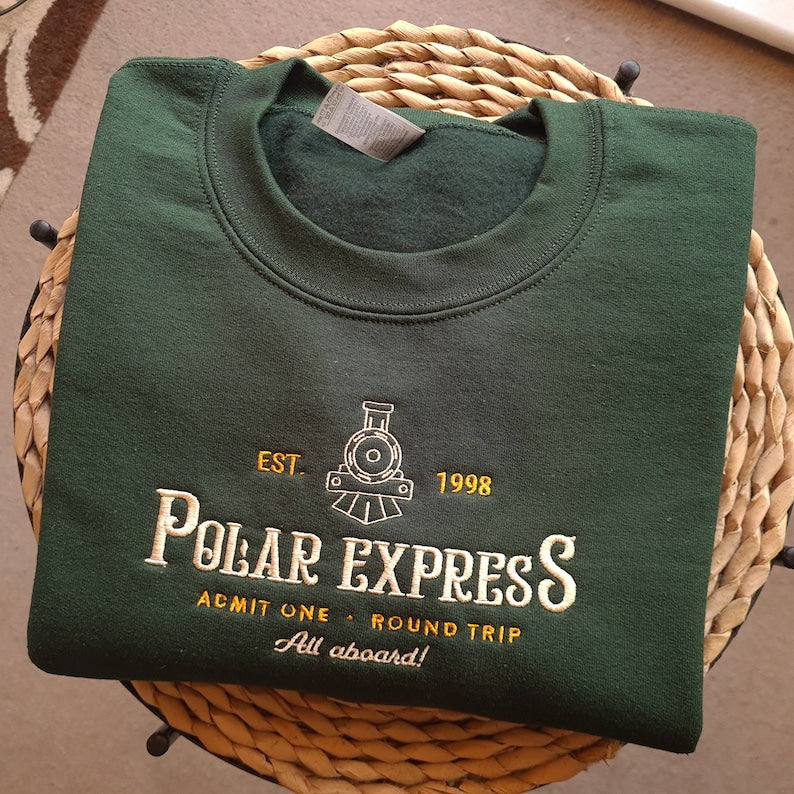 EST. 1998
POLAR EXPRESS
ADMIT ONE · ROUND TRIP
All aboard!